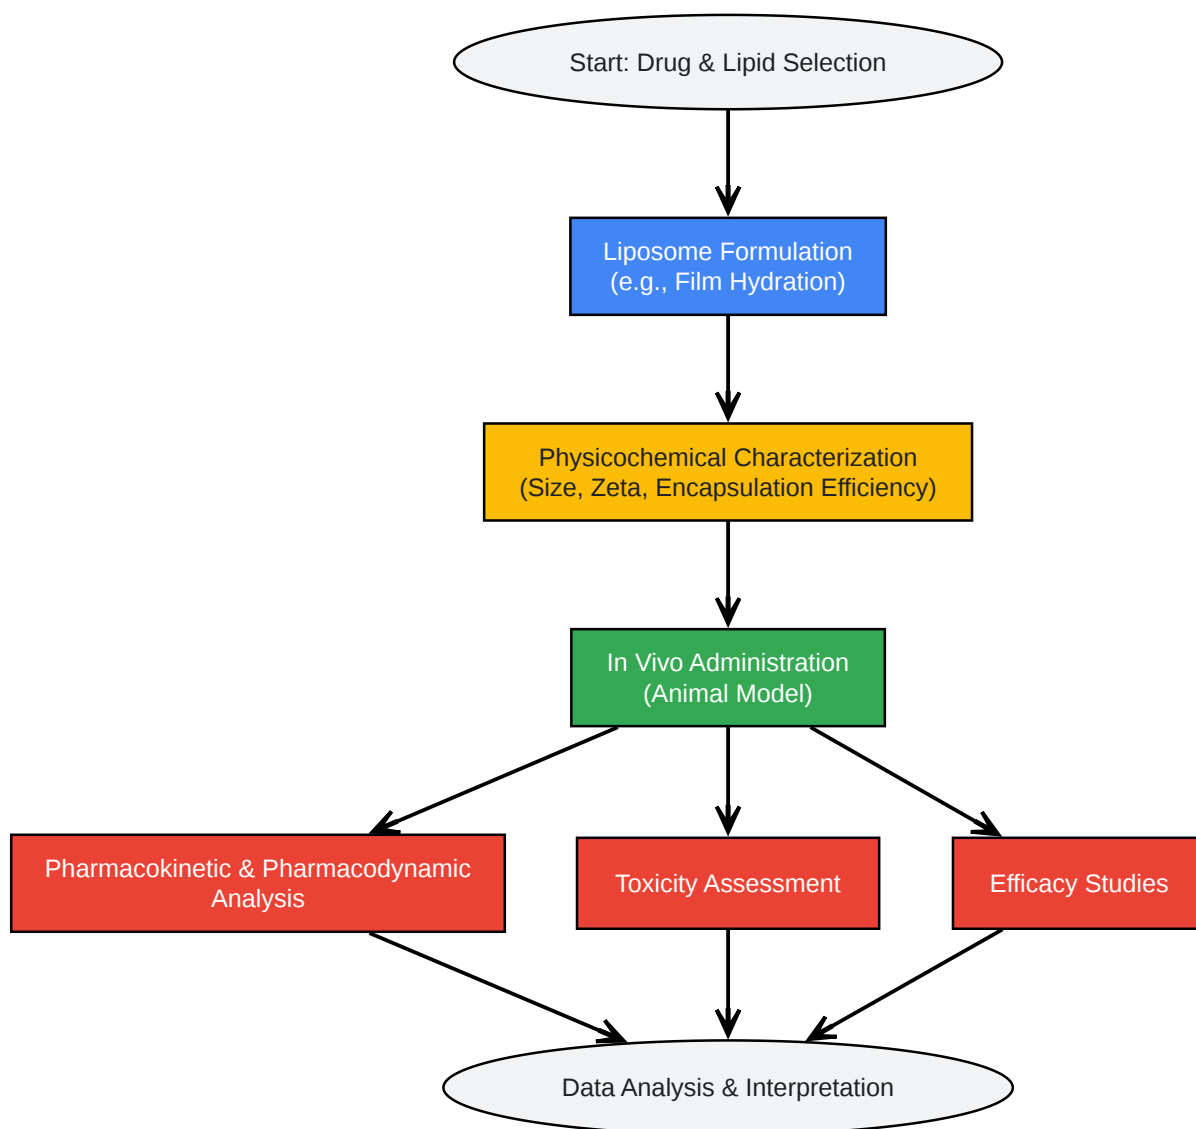 Start: Drug & Lipid Selection
Liposome Formulation
(e.g., Film Hydration)
Physicochemical Characterization
(Size, Zeta, Encapsulation Efficiency)
In Vivo Administration
(Animal Model)
Pharmacokinetic & Pharmacodynamic
Analysis
Toxicity Assessment
Efficacy Studies
Data Analysis & Interpretation